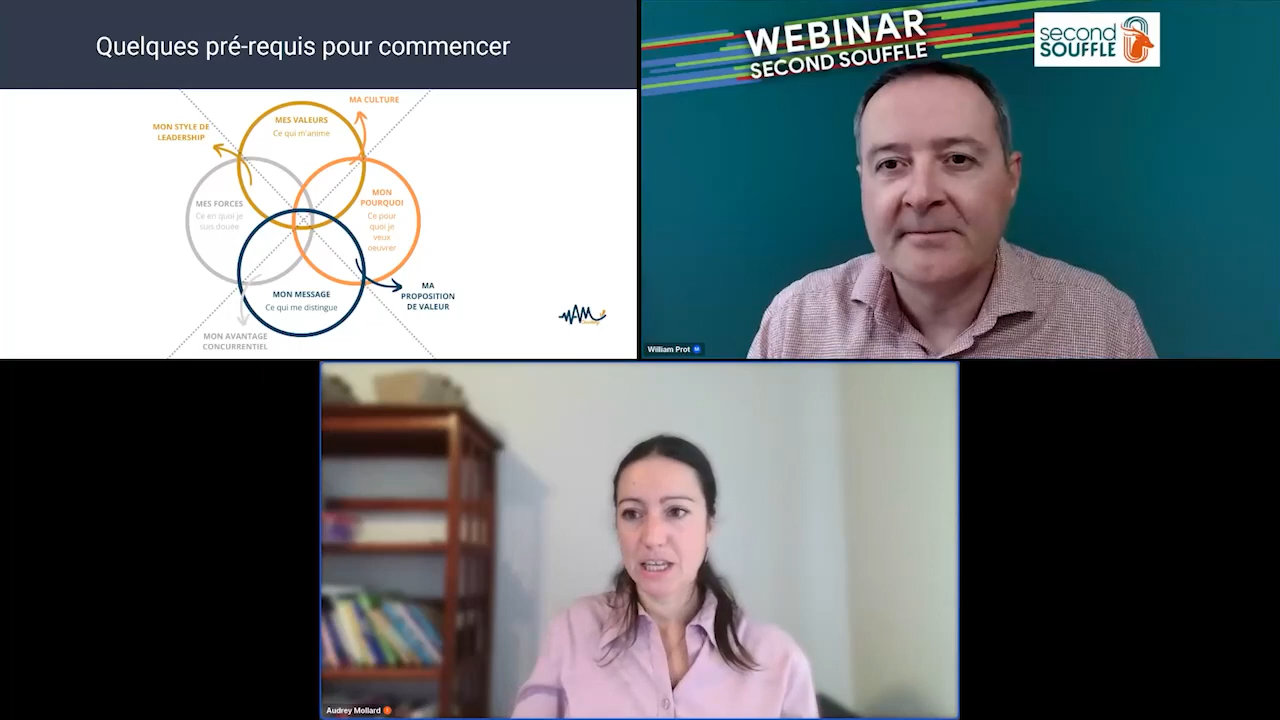 Quelques pré-requis pour commencer
MA CULTURE
MES VALEURS
Ce qui m'anime
MON STYLE DE
LEADERSHIP
MES FORCES
Ce en quoi je
suis douée
MON
POURQUOI
Ce pour
quoi je
veux
oeuvrer
MON MESSAGE
Ce qui me distingue
MA
PROPOSITION
DE VALEUR
MON AVANTAGE
CONCURRENTIEL
WEBINAR
SECOND SOUFFLE
second
SOUFFLE
William Prot
Audrey Mollard